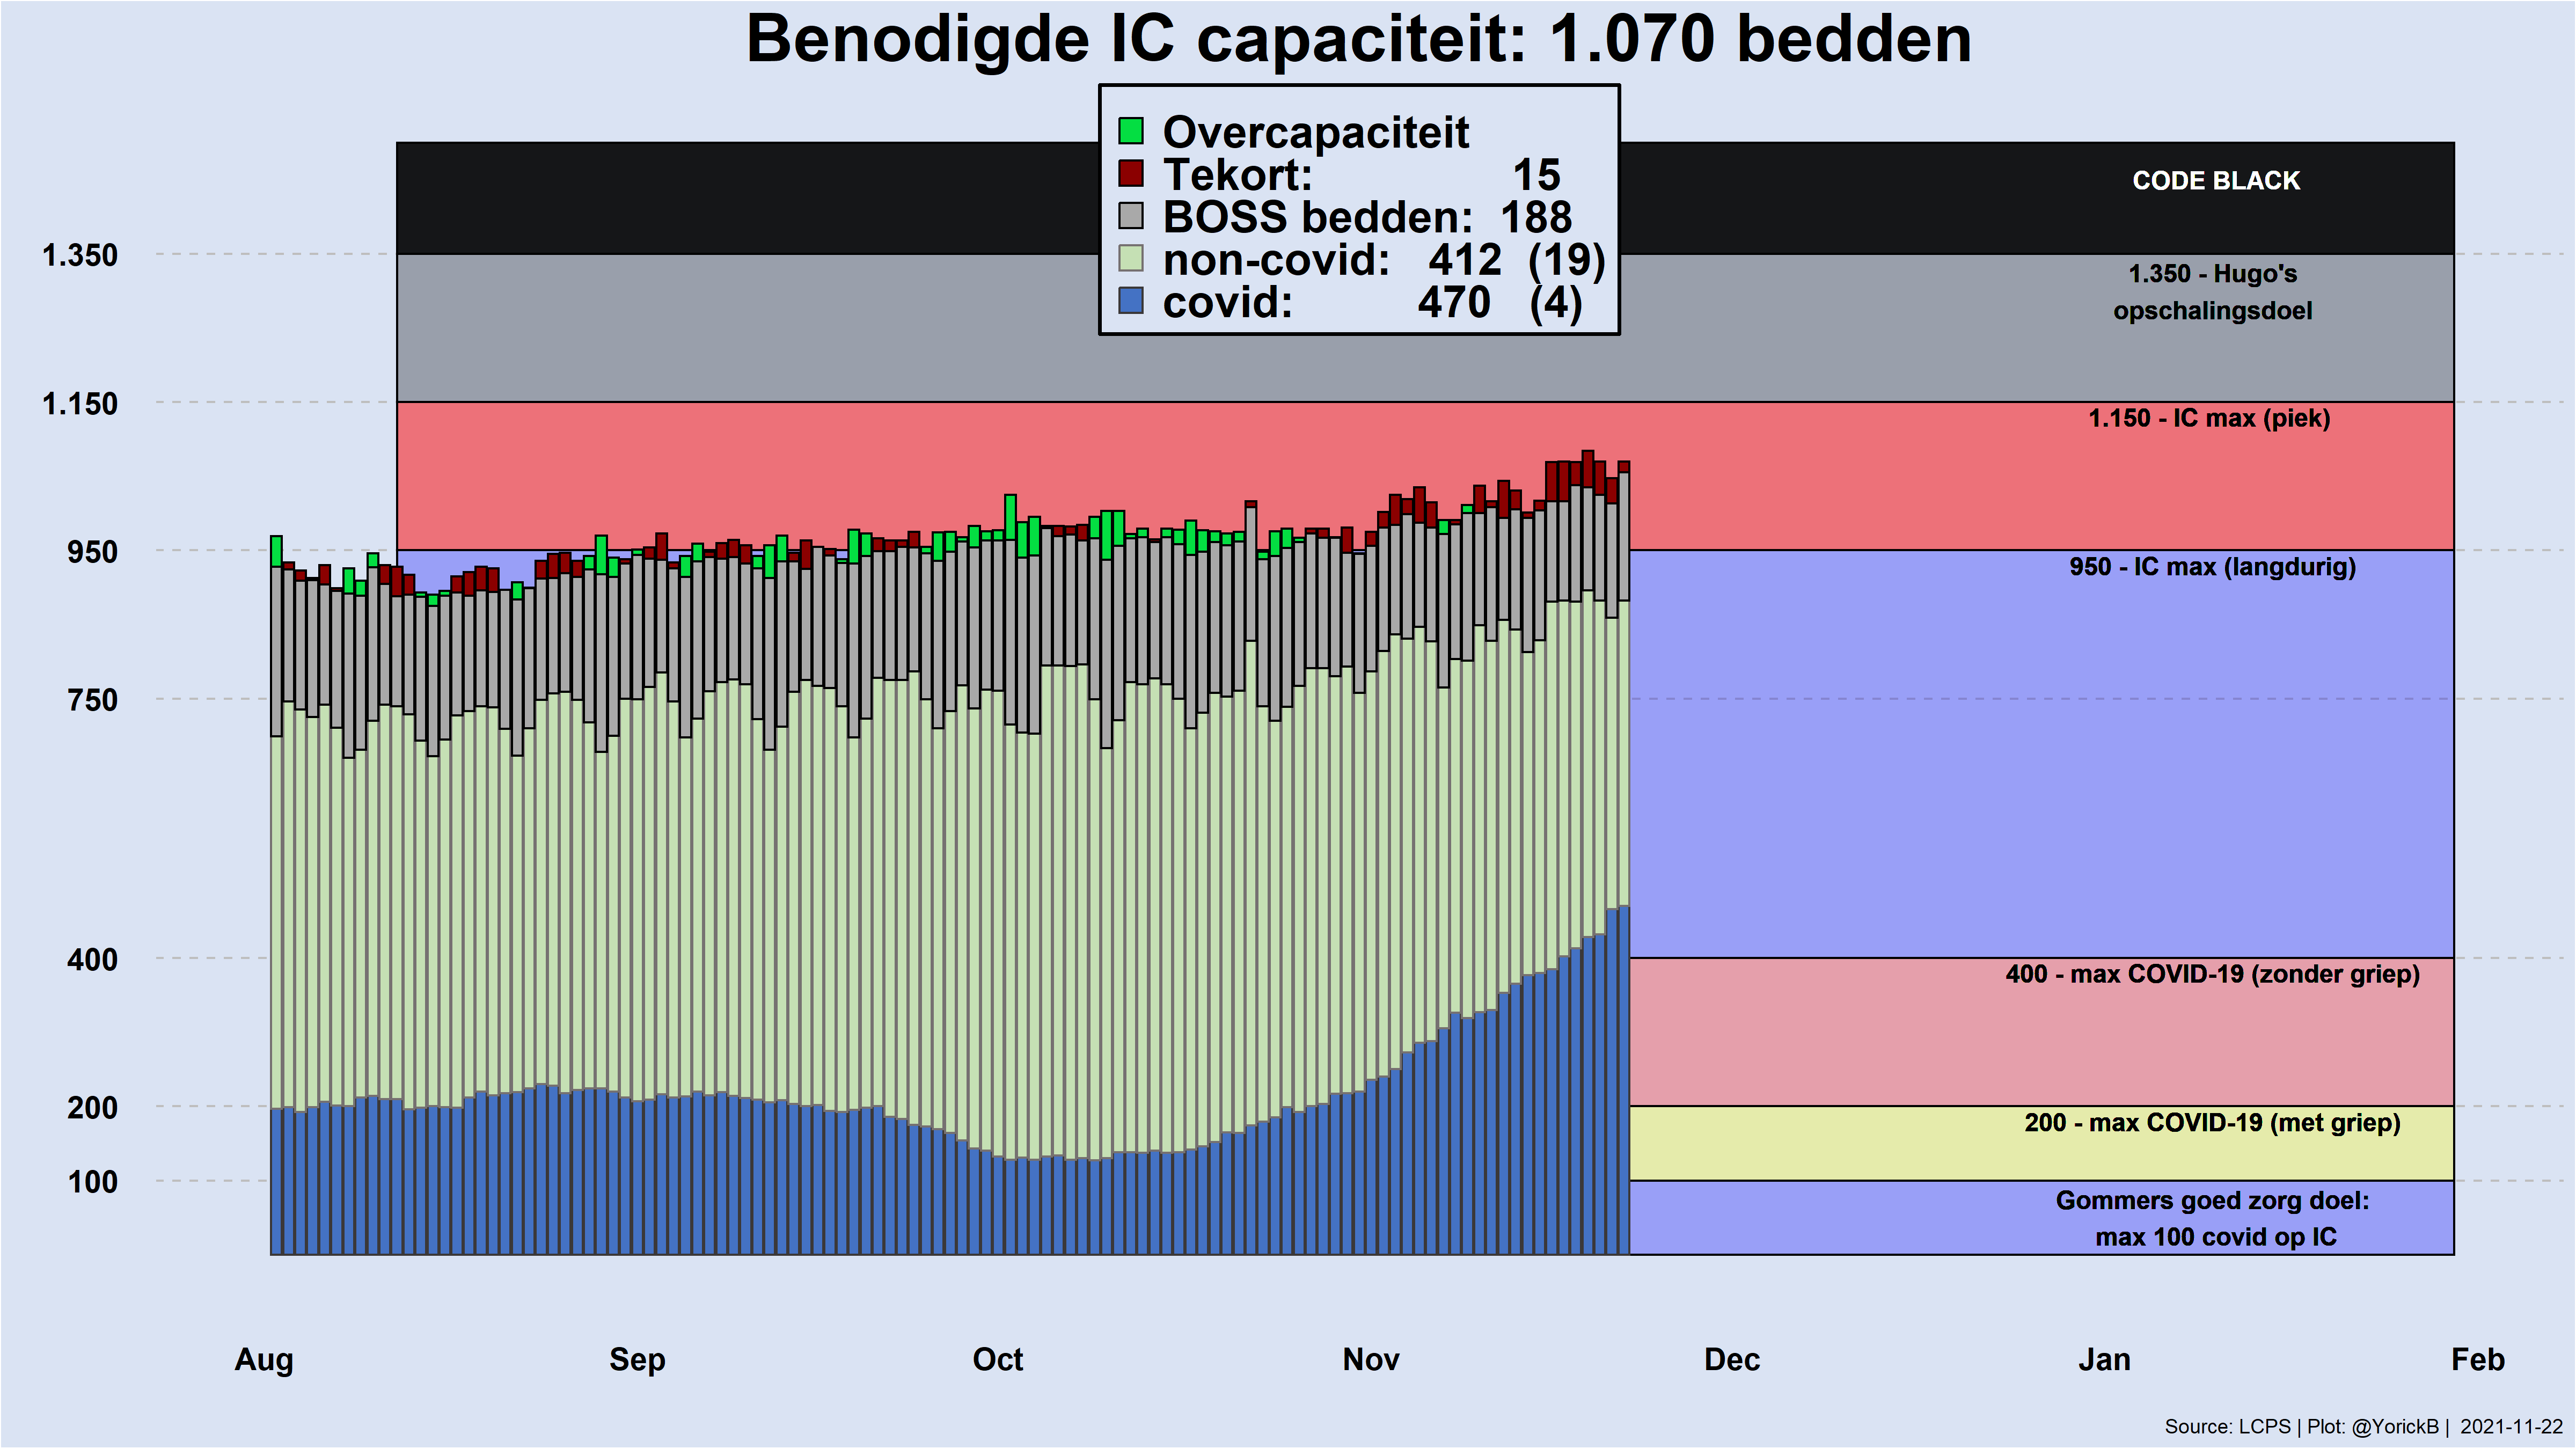 Benodigde IC capaciteit: 1.070 bedden
Overcapaciteit
Tekort: 15
BOSS bedden: 188
non-covid: 412 (19)
covid: 470 (4)
CODE BLACK
1.350
1.350 - Hugo's
opschalingsdoel
1.150
1.150 - IC max (piek)
950
950 - IC max (langdurig)
750
400
400 - max COVID-19 (zonder griep)
200
200 - max COVID-19 (met griep)
100
Gommers goed zorg doel:
max 100 covid op IC
Aug Sep Oct Nov Dec Jan Feb
Source: LCPS | Plot: @YorickB | 2021-11-22